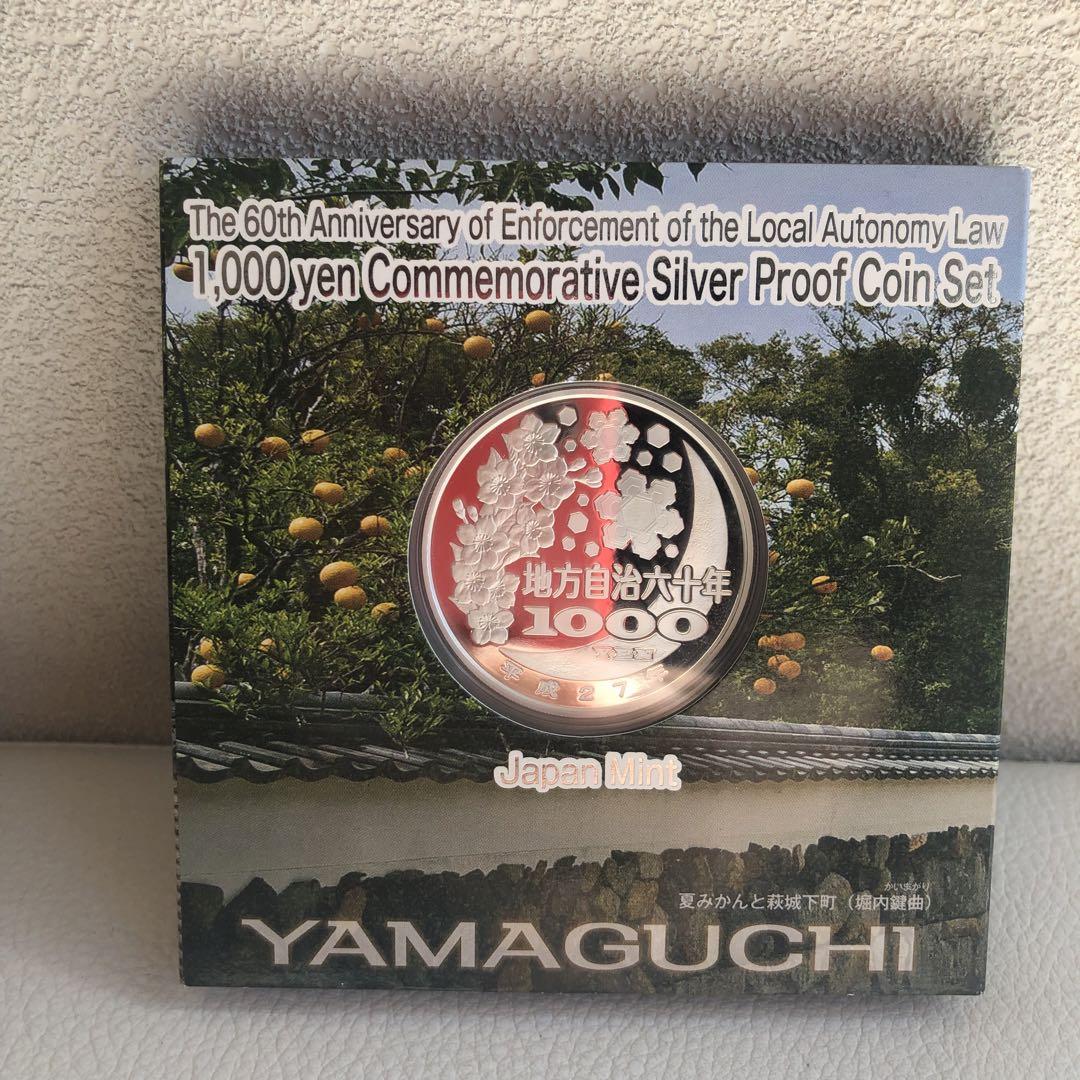 The 60th Anniversary of Enforcement of the Local Autonomy Law
1,000 yen Commemorative Silver Proof Coin Set
地方自治六十年
1000
YEN
平成27年
Japan Mint
かいまがり
夏みかんと萩城下町（堀内鍵曲）
YAMAGUCHI